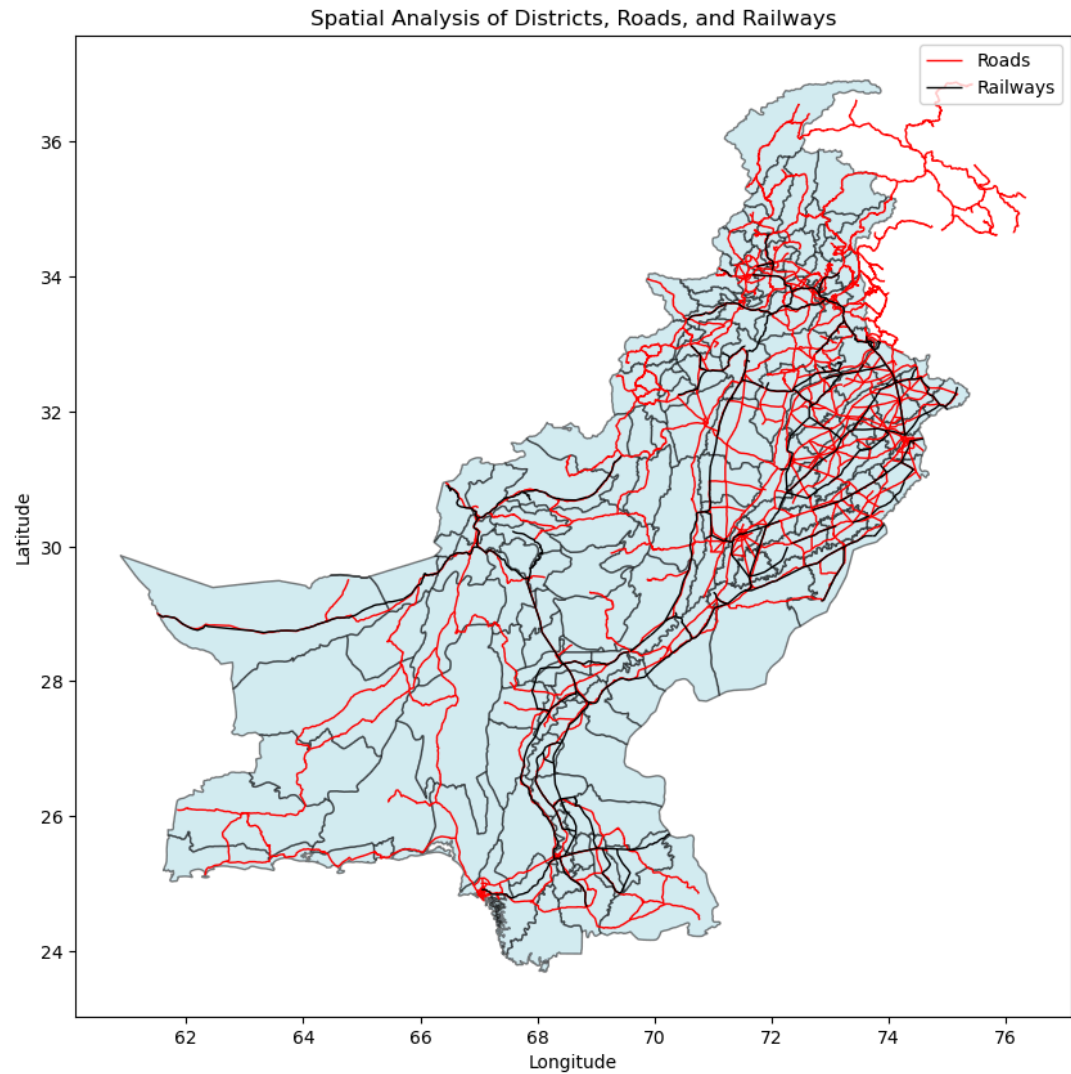 Spatial Analysis of Districts, Roads, and Railways
Roads
Railways
36
34
32
30
28
26
24
Latitude
62 64 66 68 70 72 74 76
Longitude